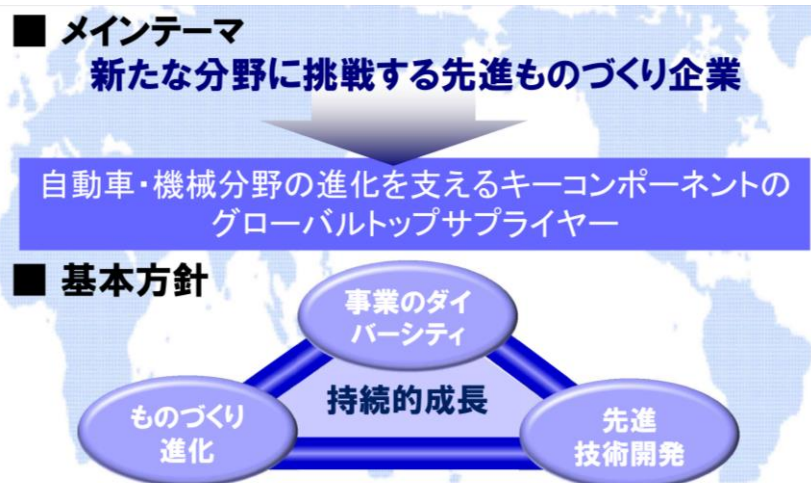 ■ メインテーマ
新たな分野に挑戦する先進ものづくり企業
自動車・機械分野の進化を支えるキーコンポーネントの
グローバルトップサプライヤー
■ 基本方針
事業のダイ
バーシティ
持続的成長
ものづくり
進化
先進
技術開発